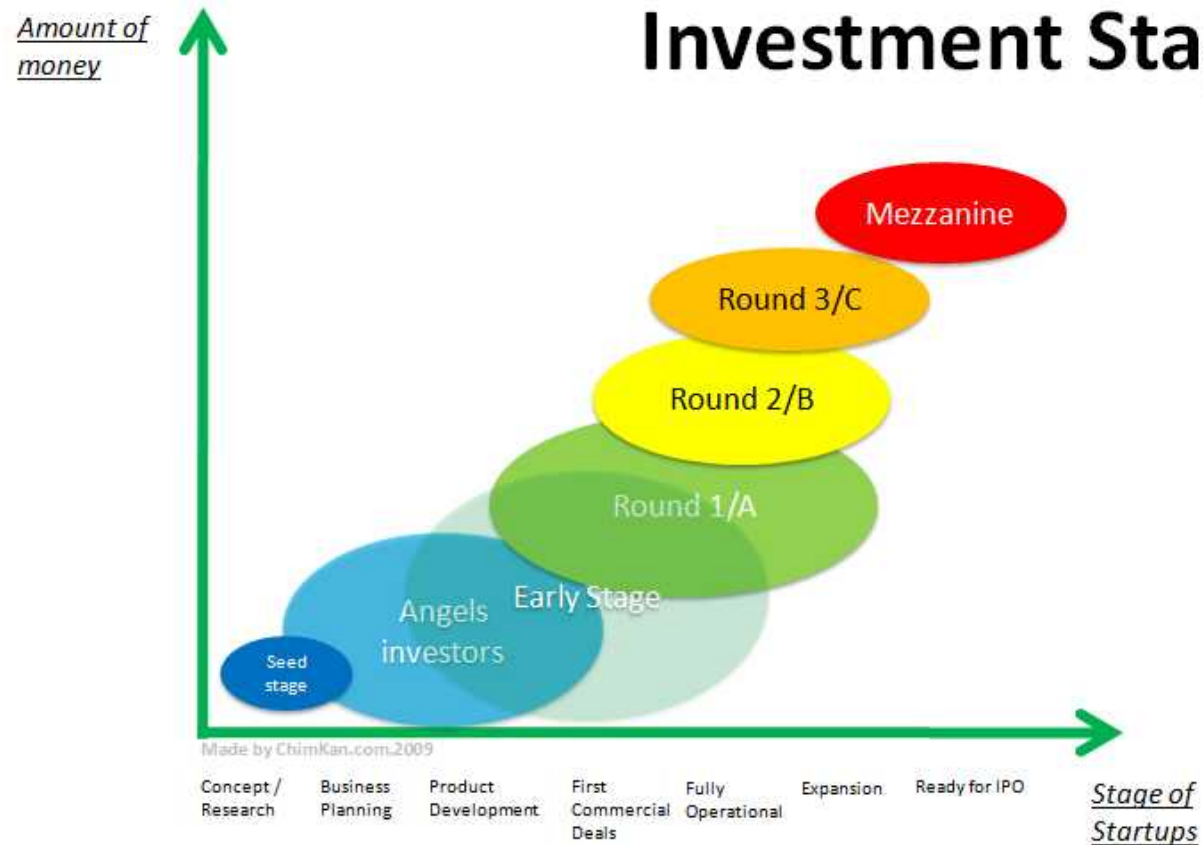 Amount of
money
Investment Sta
Mezzanine
Round 3/C
Round 2/B
Round 1/A
Early Stage
Angels
investors
Seed
stage
Made by ChimKan.com.2009
Concept /
Research
Business
Planning
Product
Development
First
Commercial
Deals
Fully
Operational
Expansion
Ready for IPO
Stage of
Startups